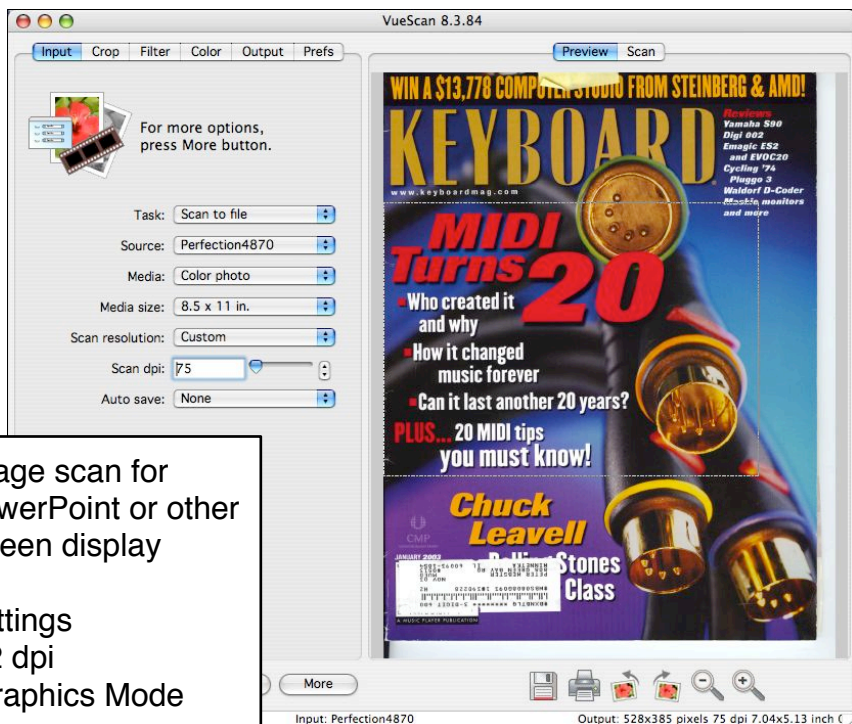 VueScan 8.3.84
Input Crop Filter Color Output Prefs
For more options,
press More button.
Task: Scan to file
Source: Perfection4870
Media: Color photo
Media size: 8.5 x 11 in.
Scan resolution: Custom
Scan dpi: 75
Auto save: None
age scan for
werPoint or other
een display
ttings
2 dpi
raphics Mode
More
Input: Perfection4870
Preview Scan
WIN A $13,778 COMPUTER STUDIO FROM STEINBERG & AMD!
KEYBOARD
www.keyboardmag.com
Reviews
Yamaha S90
Digi 002
Emagic ES2
and EVOC20
Cycling '74
Pluggo 3
Waldorf D-Coder
Mackie monitors
and more
MIDI
Turns 20
Who created it
and why
How it changed
music forever
Can it last another 20 years?
PLUS... 20 MIDI tips
you must know!
Chuck
Leavell
CMP
JANUARY 2003
Stones
Class
A MUSIC PLAYER PUBLICATION
Output: 528x385 pixels 75 dpi 7.04x5.13 inch (